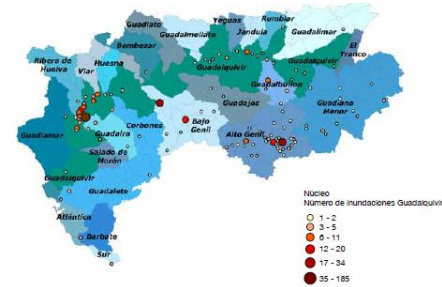 Yeguas
Rumblar
Guadiato
Guadalmellato
Jandula
Guadalimar
Bembezar
El
Tranco
Ribera de
Huelva
Huesna
Viar
Guadalquivir
Guadalquivir
Guadalbullon
Guadajoz
Guadiana
Menor
Guadiamar
Guadaira
Corbones
Bajo
Genil
Alto Genil
Salado de
Morón
Guadalquivir
Guadalete
Atlántica
Barbate
Sur
Núcleo
Número de inundaciones Guadalquivir
1 - 2
3 - 5
6 - 11
12 - 20
17 - 34
35 - 185